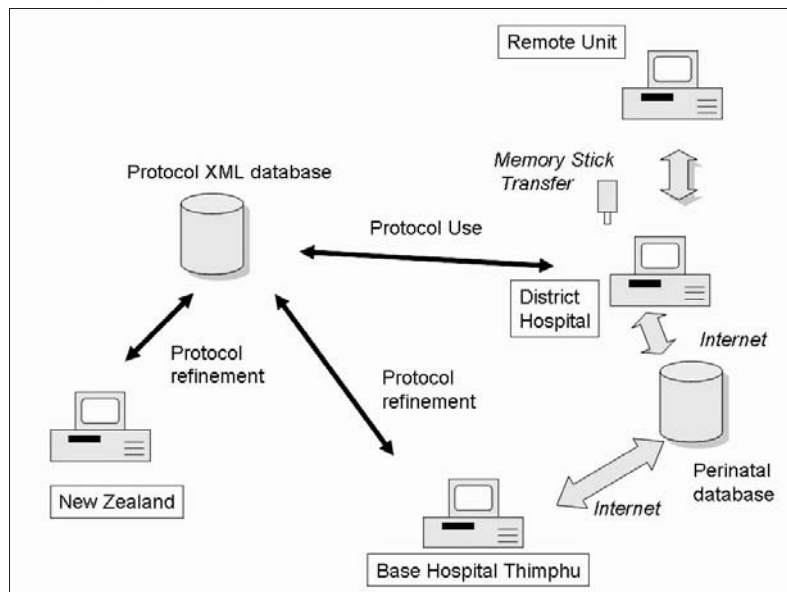 Remote Unit
Memory Stick
Transfer
Protocol XML database
Protocol Use
District
Hospital
Internet
Protocol
refinement
Protocol
refinement
New Zealand
Perinatal
database
Internet
Base Hospital Thimphu